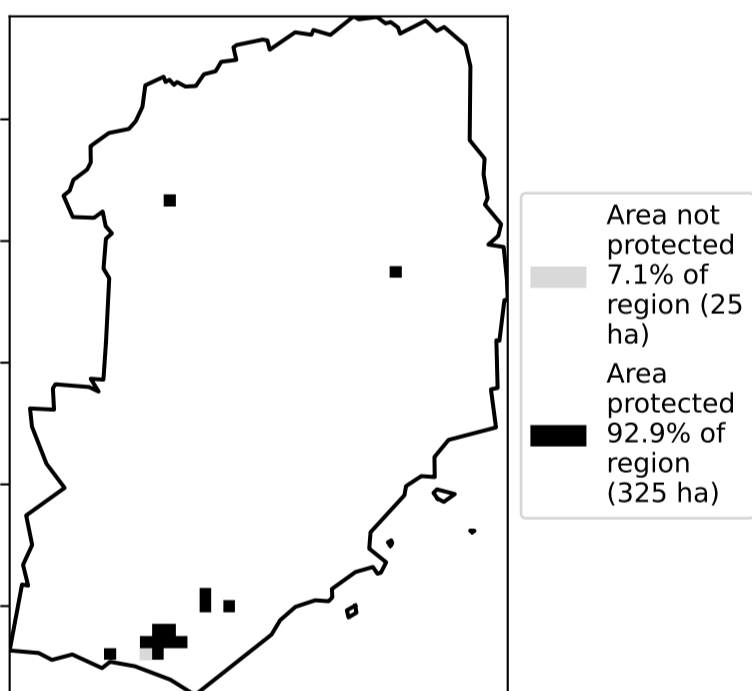 Area not
protected
7.1% of
region (25
ha)
Area
protected
92.9% of
region
(325 ha)